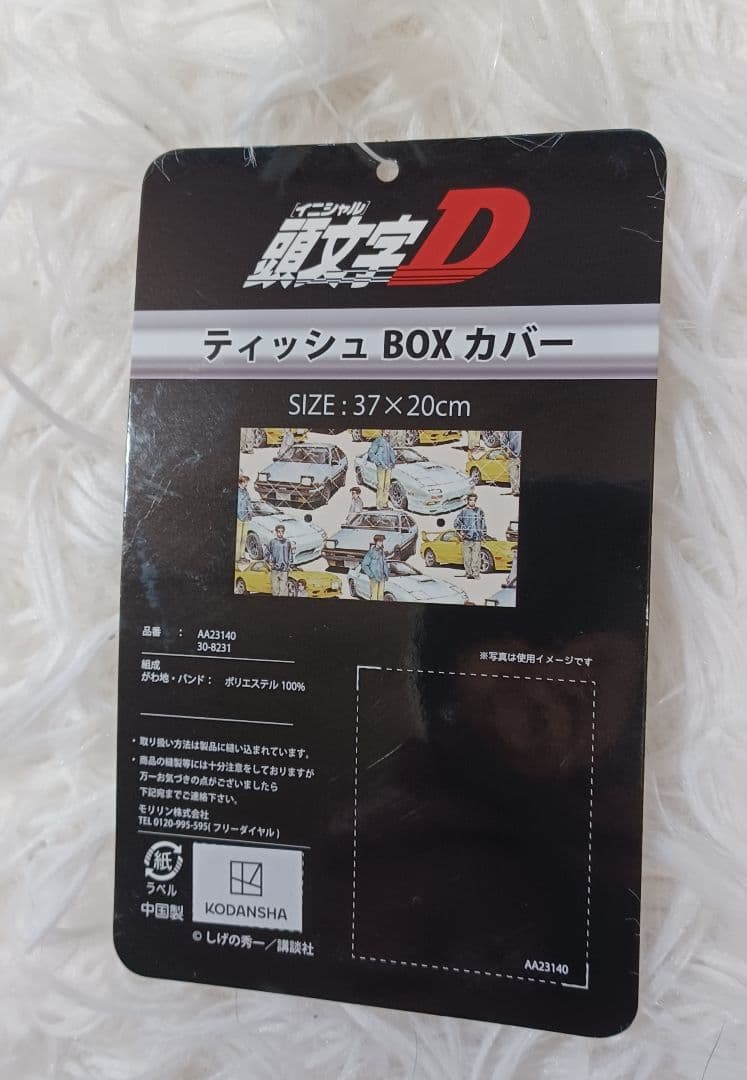 [イニシャル]
頭文字D
ティッシュ BOX カバー
SIZE : 37×20cm
品番 : AA23140
30-8231
※写真は使用イメージです
組成
がわ地・バンド : ポリエステル 100%
・取り扱い方法は製品に縫い込まれています。
・商品の縫製等には十分注意をしておりますが
万一お気づきの点がございましたら
下記宛までご連絡下さい。
モリリン株式会社
TEL 0120-995-595(フリーダイヤル)
紙
ラベル
中国製
KODANSHA
© しげの秀一/講談社
AA23140